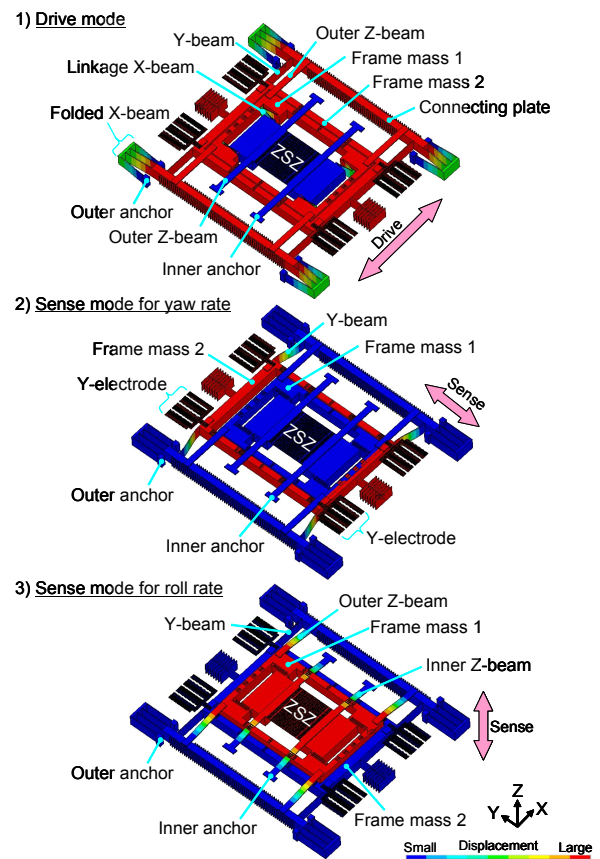 1) Drive mode
Y-beam
Outer Z-beam
Linkage X-beam
Frame mass 1
Frame mass 2
Folded X-beam
Connecting plate
ZSZ
Outer anchor
Outer Z-beam
Inner anchor
Drive
2) Sense mode for yaw rate
Y-beam
Frame mass 2
Frame mass 1
Y-electrode
Sense
ZSZ
Outer anchor
Inner anchor
Y-electrode
3) Sense mode for roll rate
Outer Z-beam
Y-beam
Frame mass 1
Inner Z-beam
ZSZ
Sense
Outer anchor
Inner anchor
Frame mass 2
Z
Y
X
Small Displacement Large